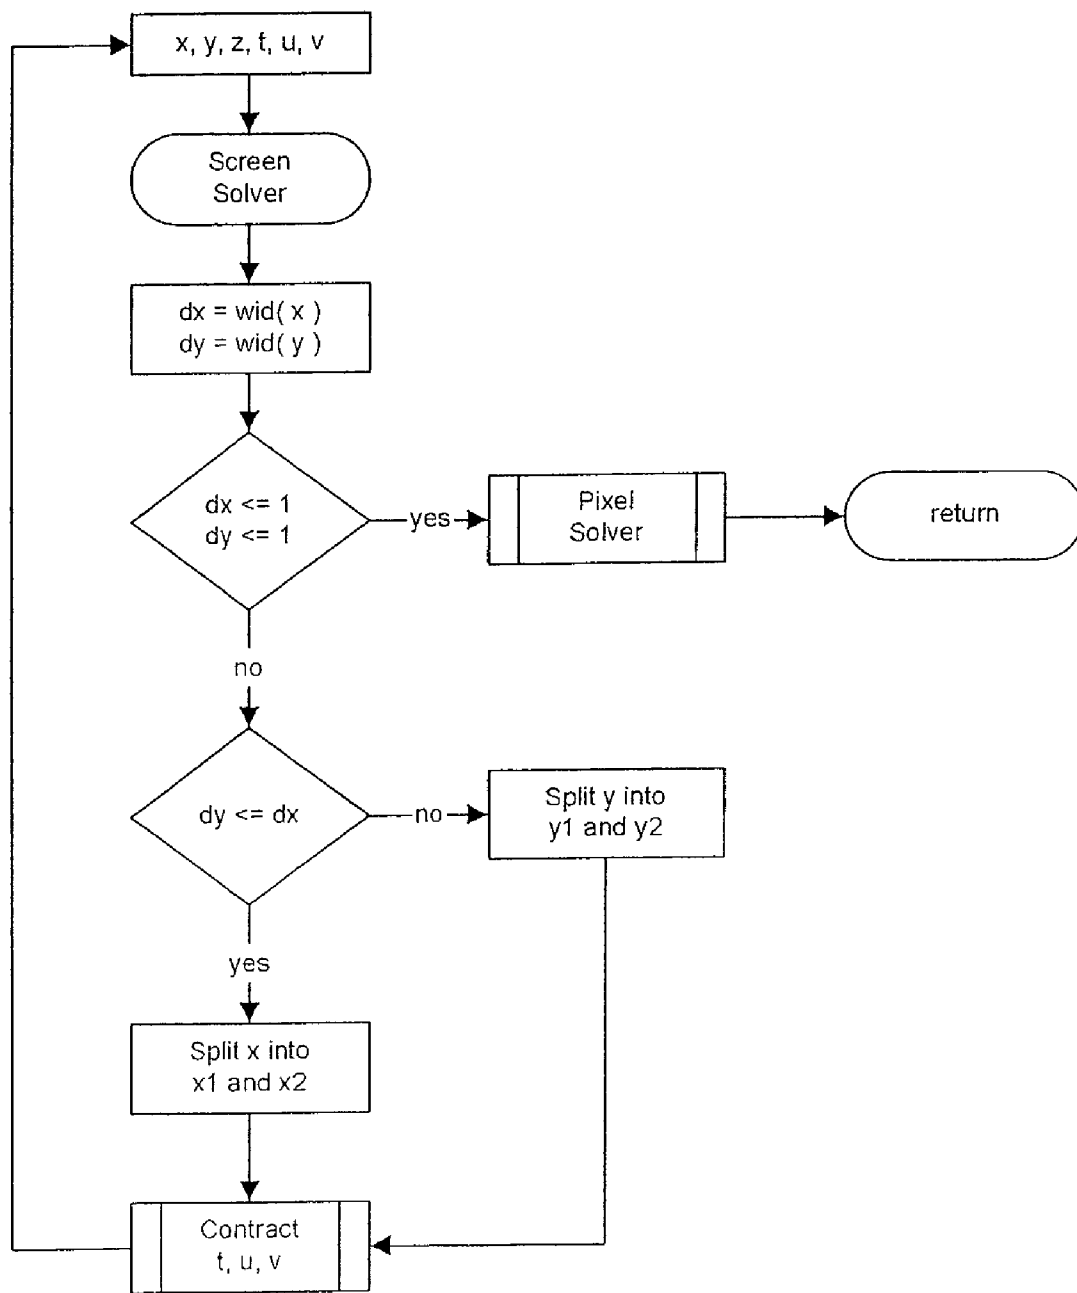 x, y, z, t, u, v
Screen
Solver
dx = wid( x )
dy = wid( y )
dx <= 1
dy <= 1
yes
Pixel
Solver
return
no
dy <= dx
no
Split y into
y1 and y2
yes
Split x into
x1 and x2
Contract
t, u, v